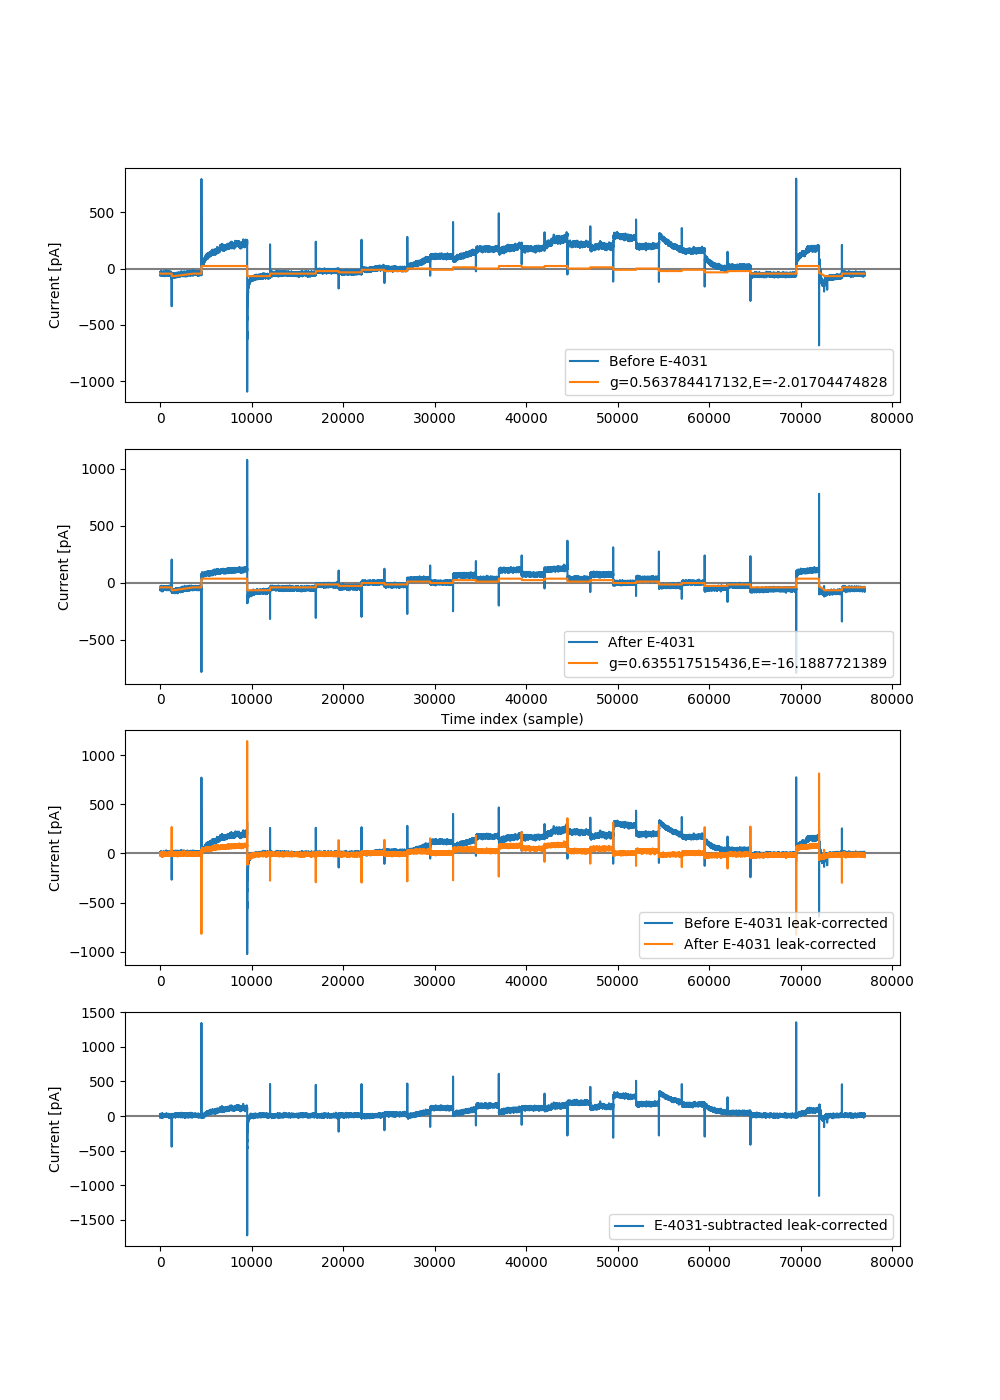 500
0
−500
−1000
Current [pA]
Before E-4031
g=0.563784417132,E=-2.01704474828
0 10000 20000 30000 40000 50000 60000 70000 80000
1000
500
0
−500
Current [pA]
After E-4031
g=0.635517515436,E=-16.1887721389
0 10000 20000 30000 40000 50000 60000 70000 80000
Time index (sample)
1000
500
0
−500
−1000
Current [pA]
Before E-4031 leak-corrected
After E-4031 leak-corrected
0 10000 20000 30000 40000 50000 60000 70000 80000
1500
1000
500
0
−500
−1000
−1500
Current [pA]
E-4031-subtracted leak-corrected
0 10000 20000 30000 40000 50000 60000 70000 80000